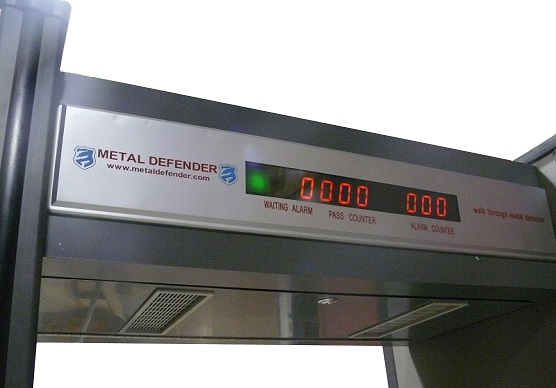 METAL DEFENDER
www.metaldefender.com
0000 000
WAITING ALARM PASS COUNTER ALARM COUNTER
walk through metal detector